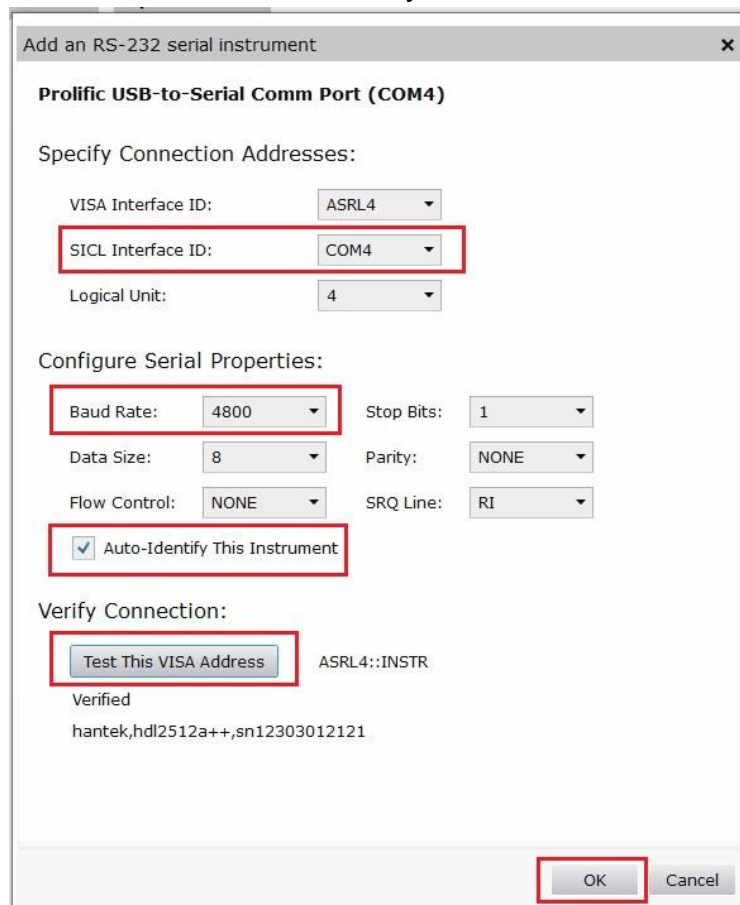 Add an RS-232 serial instrument
Prolific USB-to-Serial Comm Port (COM4)
Specify Connection Addresses:
VISA Interface ID: ASRL4
SICL Interface ID: COM4
Logical Unit: 4
Configure Serial Properties:
Baud Rate: 4800 Stop Bits: 1
Data Size: 8 Parity: NONE
Flow Control: NONE SRQ Line: RI
Auto-Identify This Instrument
Verify Connection:
Test This VISA Address ASRL4::INSTR
Verified
hantek,hdl2512a++,sn12303012121
OK Cancel